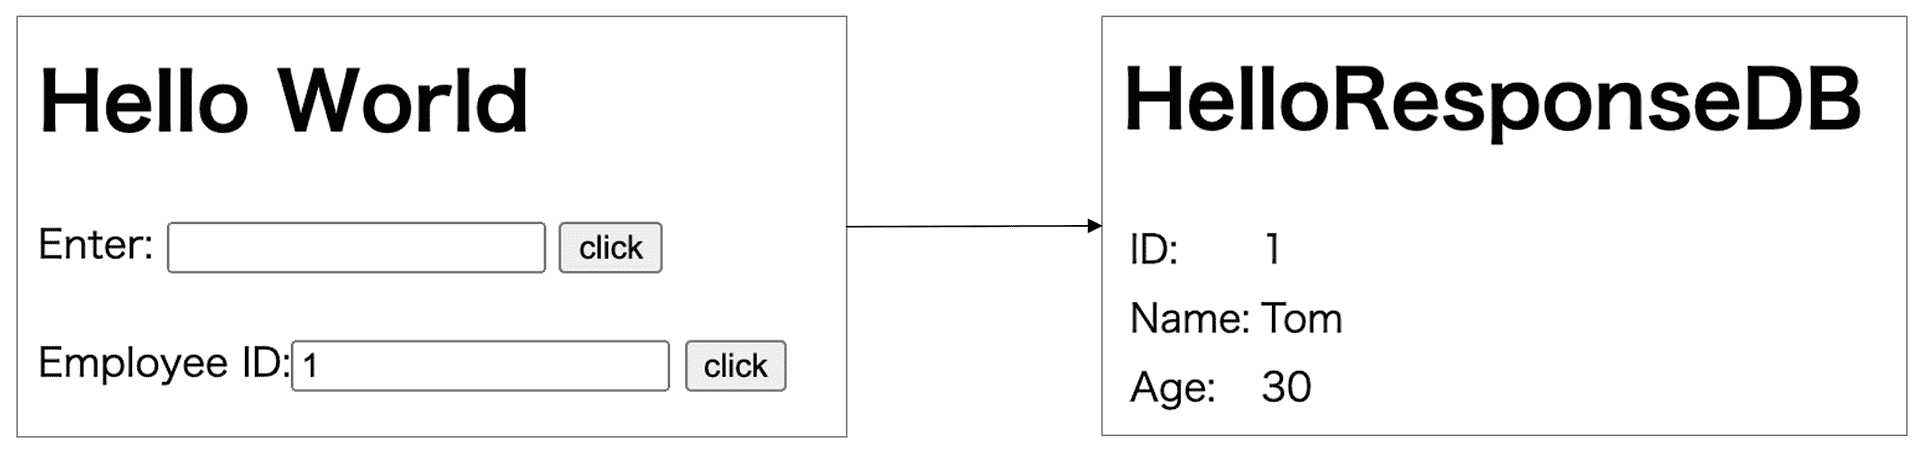 Hello World
Enter: click
Employee ID: 1 click
HelloResponseDB
ID: 1
Name: Tom
Age: 30